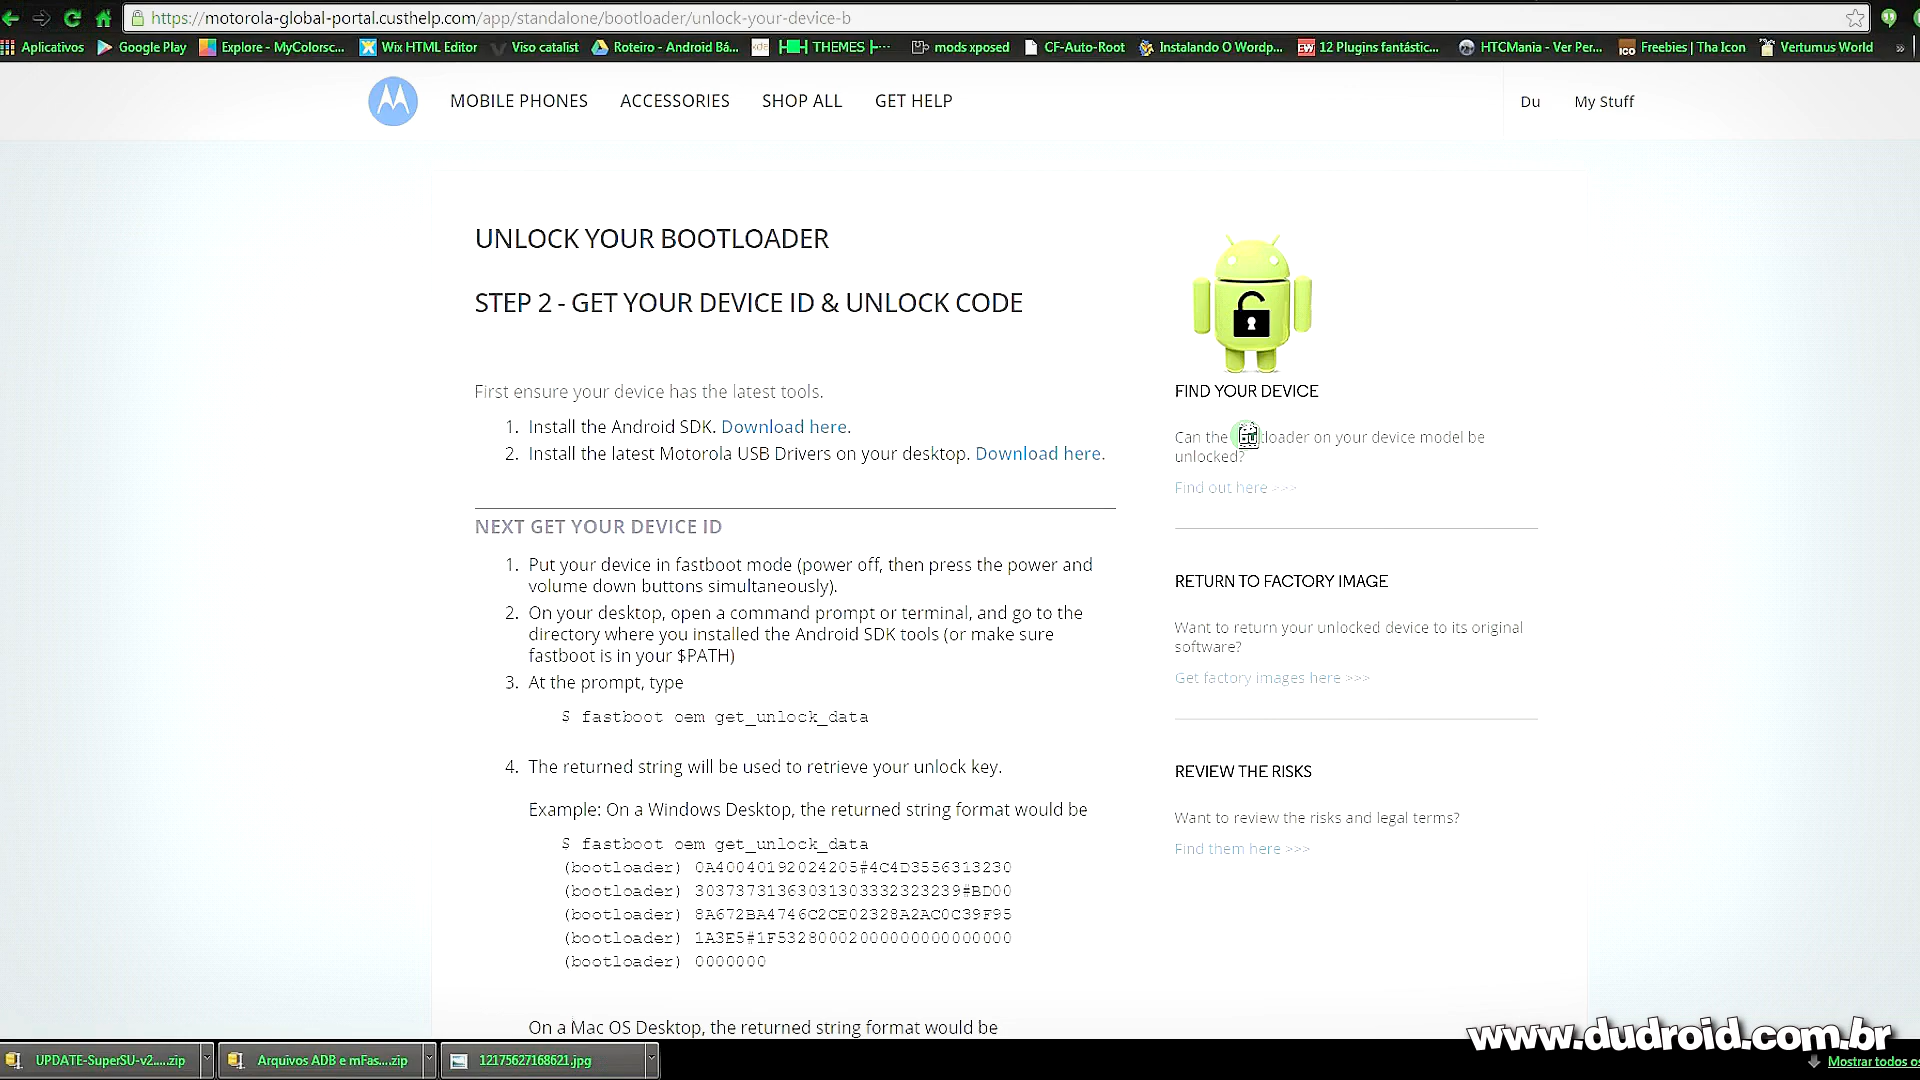 https://motorola-global-portal.custhelp.com/app/standalone/bootloader/unlock-your-device-b
Aplicativos Google Play Explore - MyColorsc... Wix HTML Editor Viso catalist Roteiro - Android Bá... THEMES mods xposed CF-Auto-Root Instalando O Wordp... 12 Plugins fantástic... HTCMania - Ver Per... Freebies | Tha Icon Vertumus World »
MOBILE PHONES ACCESSORIES SHOP ALL GET HELP Du My Stuff
UNLOCK YOUR BOOTLOADER
STEP 2 - GET YOUR DEVICE ID & UNLOCK CODE
First ensure your device has the latest tools.
1. Install the Android SDK. Download here.
2. Install the latest Motorola USB Drivers on your desktop. Download here.
NEXT GET YOUR DEVICE ID
1. Put your device in fastboot mode (power off, then press the power and
volume down buttons simultaneously).
2. On your desktop, open a command prompt or terminal, and go to the
directory where you installed the Android SDK tools (or make sure
fastboot is in your $PATH)
3. At the prompt, type
$ fastboot oem get_unlock_data
4. The returned string will be used to retrieve your unlock key.
Example: On a Windows Desktop, the returned string format would be
$ fastboot oem get_unlock_data
(bootloader) 0A40040192024205#4C4D3556313230
(bootloader) 30373731363031303332323239#BD00
(bootloader) 8A672BA4746C2CE02328A2AC0C39F95
(bootloader) 1A3E5#1F53280002000000000000000
(bootloader) 0000000
On a Mac OS Desktop, the returned string format would be
FIND YOUR DEVICE
Can the loader on your device model be
unlocked?
Find out here >>>
RETURN TO FACTORY IMAGE
Want to return your unlocked device to its original
software?
Get factory images here >>>
REVIEW THE RISKS
Want to review the risks and legal terms?
Find them here >>>
www.dudroid.com.br
UPDATE-SuperSU-v2.....zip Arquivos ADB e mFas....zip 12175627168621.jpg Mostrar todos os